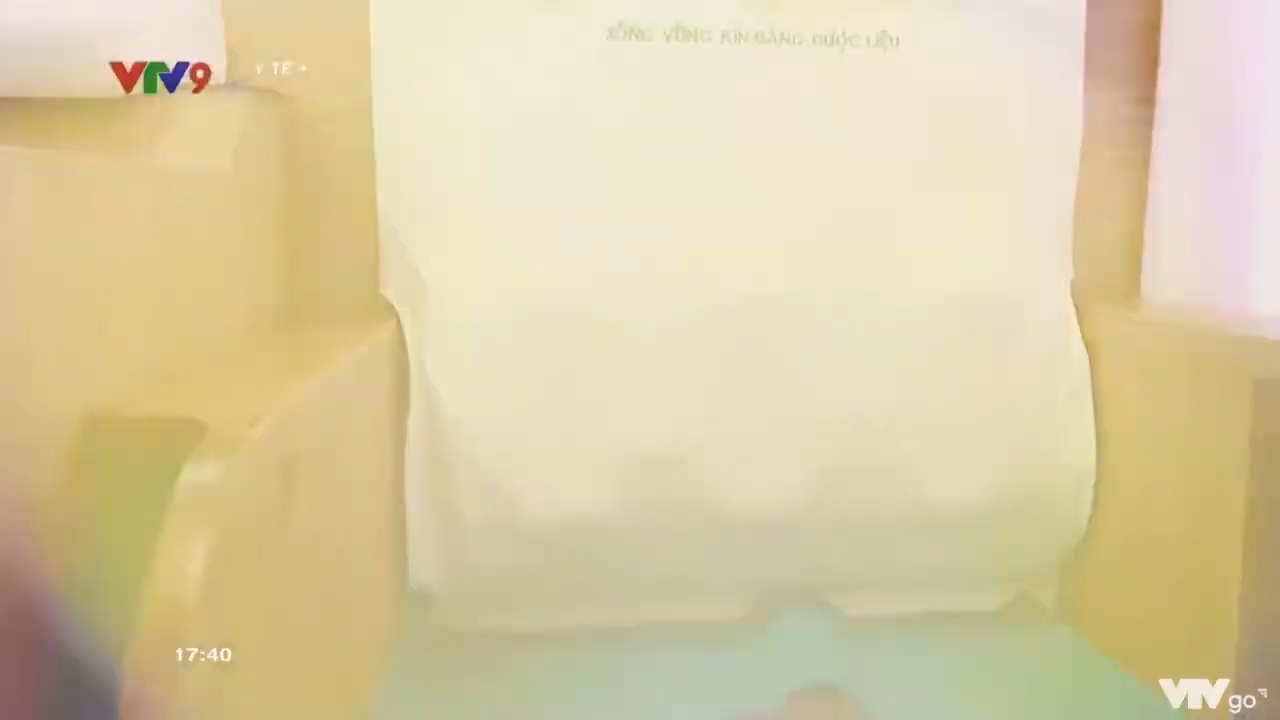 XÔNG VÙNG KÍN BẰNG DƯỢC LIỆU
VTV9
Y TẾ +
17:40
VTVgo